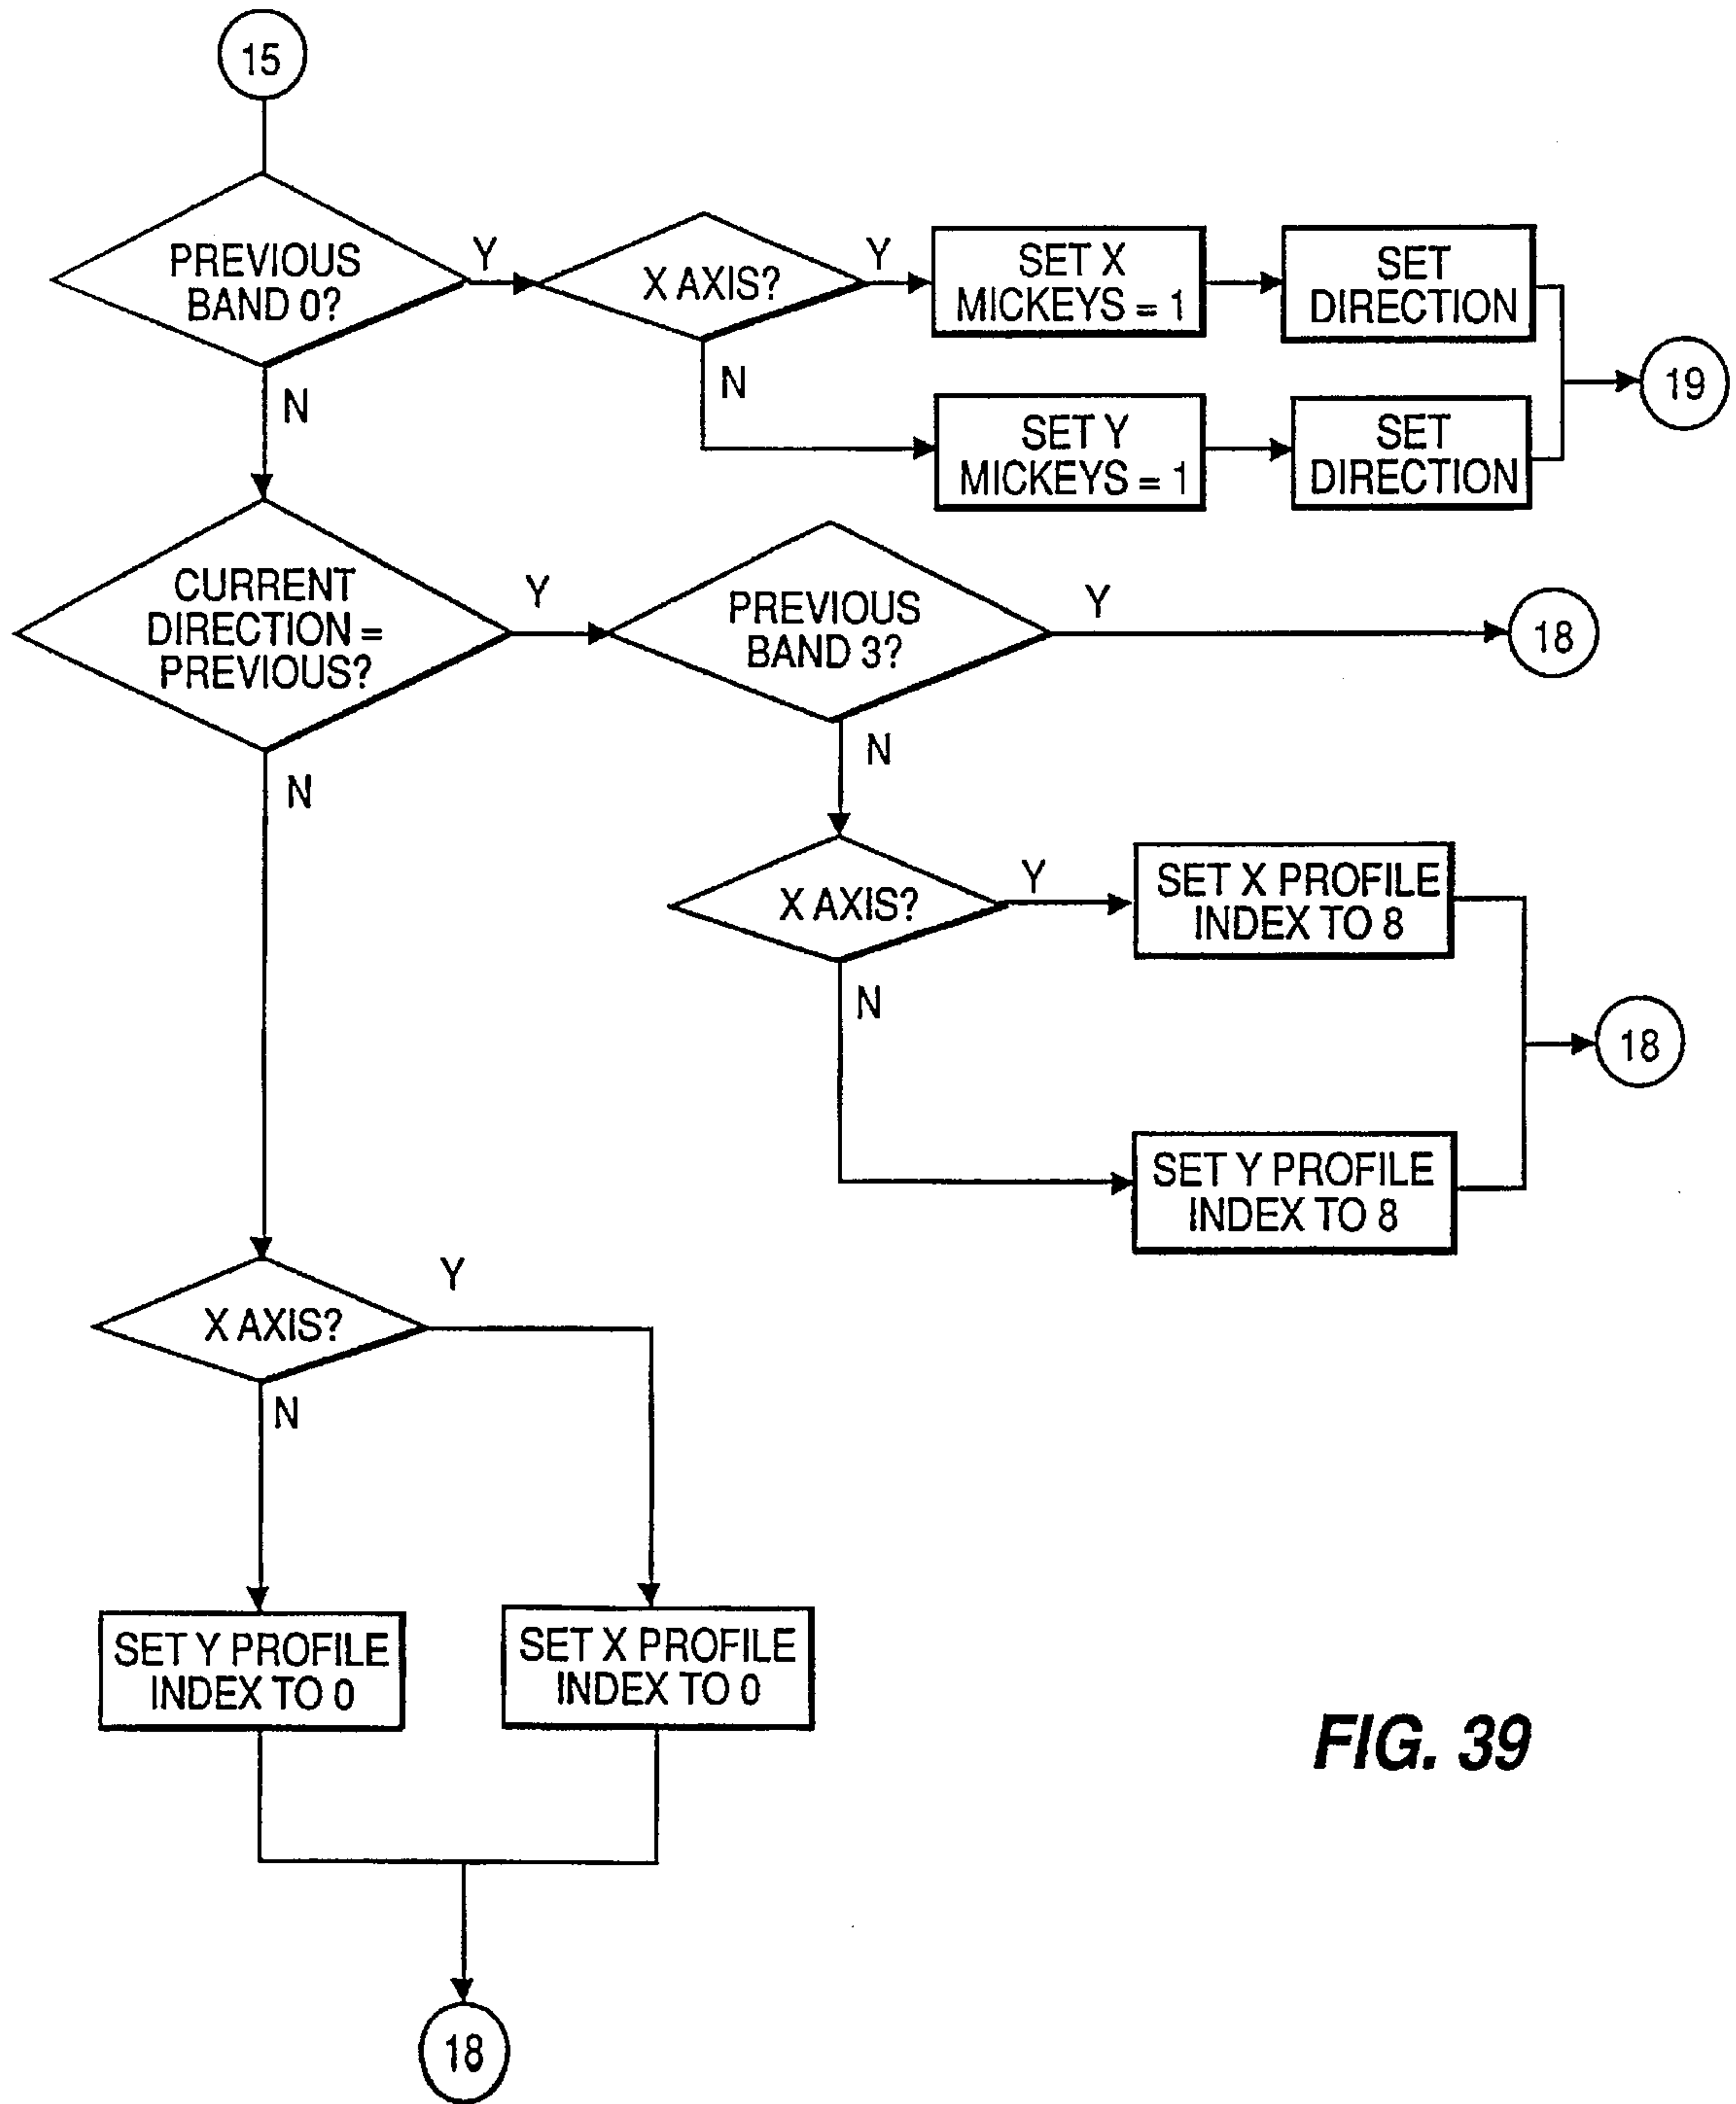 15
PREVIOUS
BAND 0?
Y
X AXIS?
Y
SET X
MICKEYS = 1
SET
DIRECTION
N
N
SET Y
MICKEYS = 1
SET
DIRECTION
19
CURRENT
DIRECTION =
PREVIOUS?
Y
PREVIOUS
BAND 3?
Y
18
N
N
X AXIS?
Y
SET X PROFILE
INDEX TO 8
N
SET Y PROFILE
INDEX TO 8
18
X AXIS?
Y
N
SET Y PROFILE
INDEX TO 0
SET X PROFILE
INDEX TO 0
18
FIG. 39